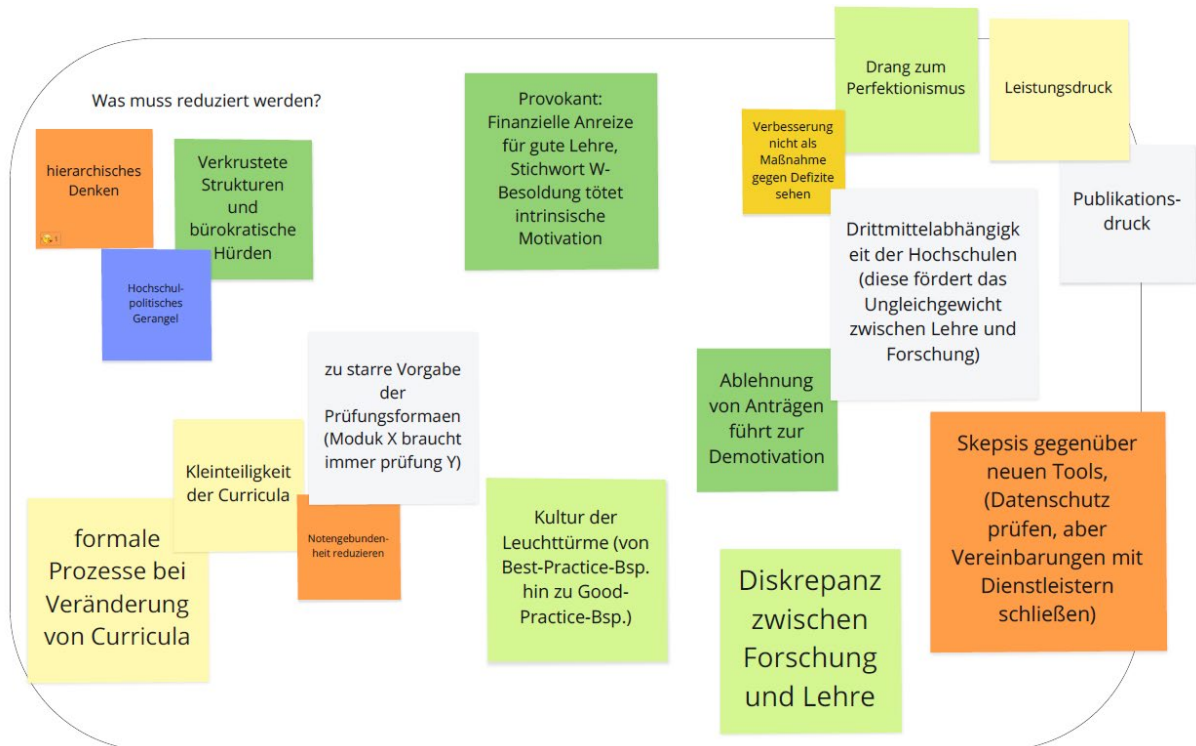 Was muss reduziert werden?
hierarchisches
Denken
Verkrustete
Strukturen
und
bürokratische
Hürden
Hochschul-
politisches
Gerangel
Provokant:
Finanzielle Anreize
für gute Lehre,
Stichwort W-
Besoldung tötet
intrinsische
Motivation
Drang zum
Perfektionismus
Leistungsdruck
Verbesserung
nicht als
Maßnahme
gegen Defizite
sehen
Publikations-
druck
Drittmittelabhängigk
eit der Hochschulen
(diese fördert das
Ungleichgewicht
zwischen Lehre und
Forschung)
zu starre Vorgabe
der
Prüfungsformaen
(Moduk X braucht
immer prüfung Y)
Kleinteiligkeit
der Curricula
Notengebunden-
heit reduzieren
formale
Prozesse bei
Veränderung
von Curricula
Ablehnung
von Anträgen
führt zur
Demotivation
Kultur der
Leuchttürme (von
Best-Practice-Bsp.
hin zu Good-
Practice-Bsp.)
Diskrepanz
zwischen
Forschung
und Lehre
Skepsis gegenüber
neuen Tools,
(Datenschutz
prüfen, aber
Vereinbarungen mit
Dienstleistern
schließen)